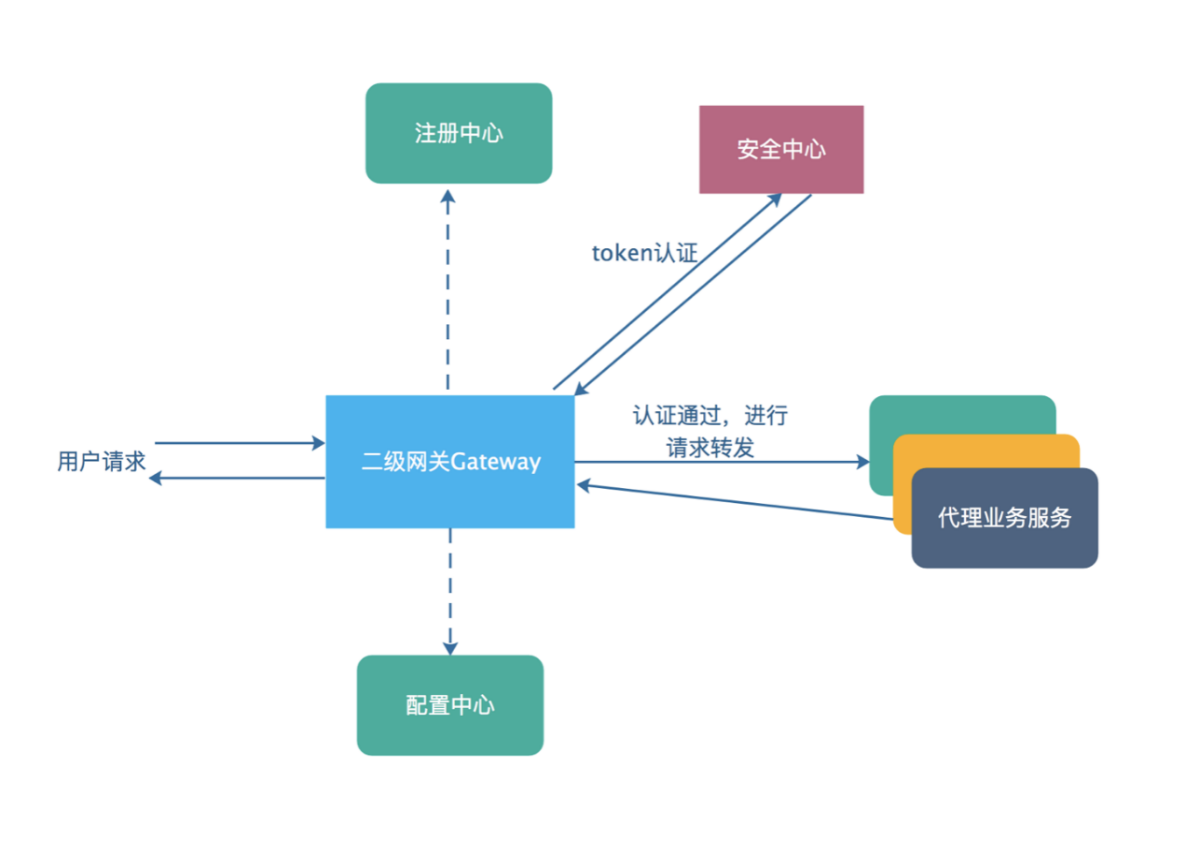 注册中心
安全中心
token认证
认证通过，进行
请求转发
用户请求
二级网关Gateway
代理业务服务
配置中心